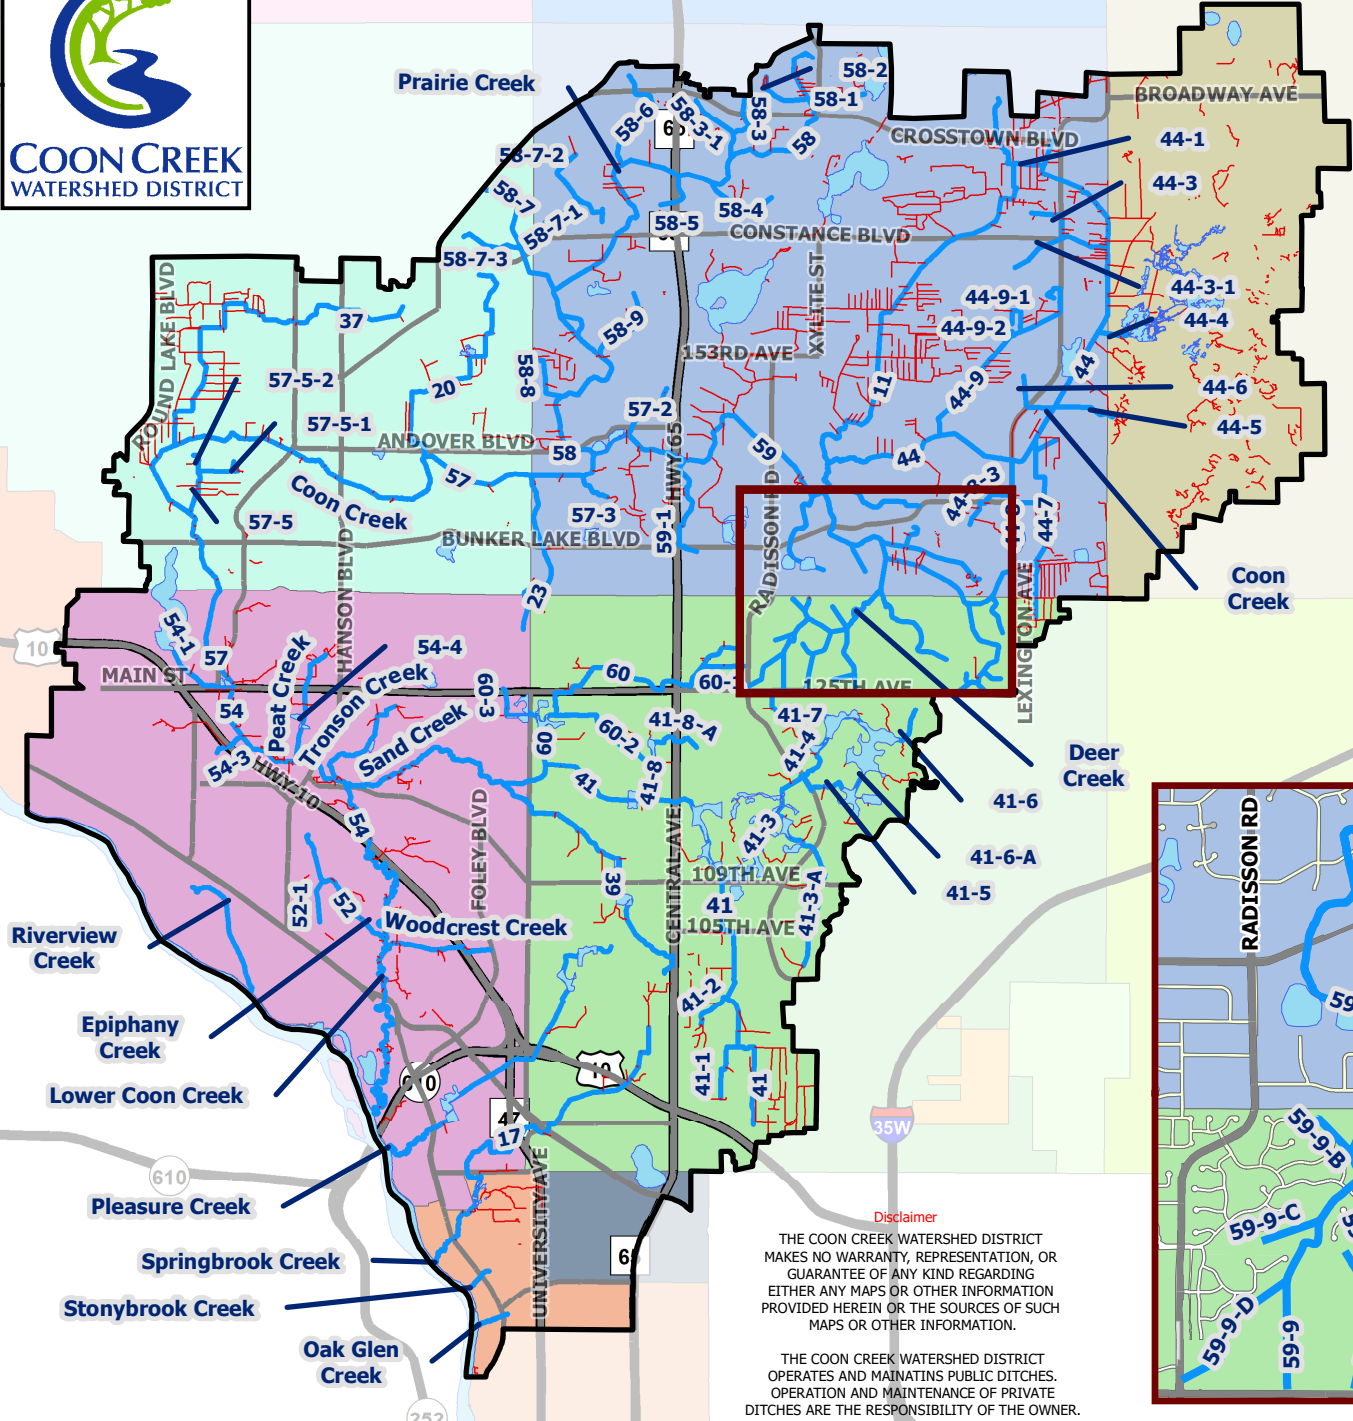 COON CREEK
WATERSHED DISTRICT
Prairie Creek
58-2
58-1
58-6
58-3-1
58-3
58
BROADWAY AVE
CROSSTOWN BLVD
44-1
44-3
58-7-2
58-7
58-7-1
58-7-3
58-5
58-4
CONSTANCE BLVD
XYLITE ST
44-3-1
44-4
44-9-1
44-9-2
ROUND LAKE BLVD
37
58-9
153RD AVE
57-5-2
20
58-8
11
44-9
44
44-6
44-5
57-5-1
57-2
ANDOVER BLVD
58
59
44
57
HWY 65
Coon Creek
57-5
57-3
59-1
RADISSON RD
44-7
BUNKER LAKE BLVD
HANSON BLVD
Coon
Creek
23
LEXINGTON AVE
10
54-1
57
54-4
MAIN ST
Peat Creek
Tronson Creek
60
125TH AVE
54
60-3
Sand Creek
54-3
HWY 10
60
60-2
41-8-A
41-7
41-4
Deer
Creek
41
41-8
41-6
54
FOLEY BLVD
CENTRAL AVE
41-3
41-6-A
109TH AVE
41-5
39
41
41-3-A
52-1
52
Woodcrest Creek
105TH AVE
Riverview
Creek
RADISSON RD
59
41-2
Epiphany
Creek
Lower Coon Creek
610
10
41-1
41
47
17
35W
59-9-B
610
UNIVERSITY AVE
Pleasure Creek
59-9-C
Springbrook Creek
Stonybrook Creek
59-9-D
59-9
Oak Glen
Creek
252
Disclaimer
THE COON CREEK WATERSHED DISTRICT
MAKES NO WARRANTY, REPRESENTATION, OR
GUARANTEE OF ANY KIND REGARDING
EITHER ANY MAPS OR OTHER INFORMATION
PROVIDED HEREIN OR THE SOURCES OF SUCH
MAPS OR OTHER INFORMATION.
THE COON CREEK WATERSHED DISTRICT
OPERATES AND MAINATINS PUBLIC DITCHES.
OPERATION AND MAINTENANCE OF PRIVATE
DITCHES ARE THE RESPONSIBILITY OF THE OWNER.